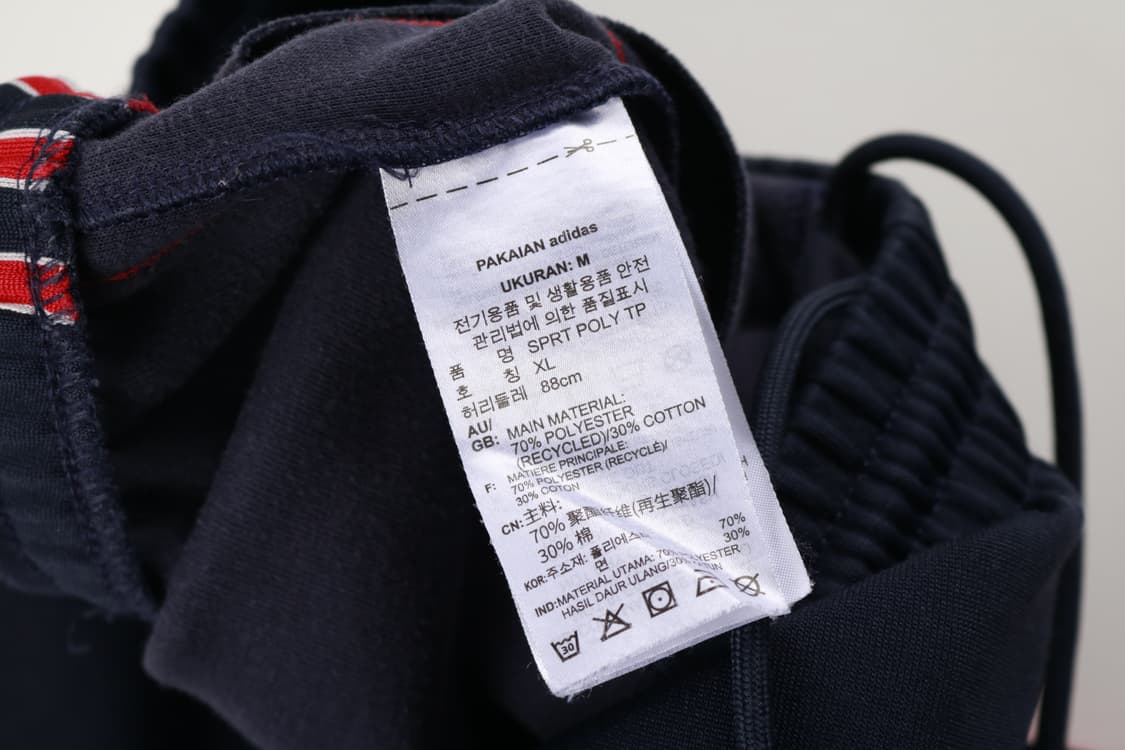 PAKAIAN adidas
UKURAN: M
전기용품 및 생활용품 안전
관리법에 의한 품질표시
품 명 SPRT POLY TP
호 칭 XL
허리둘레 88cm
AU/
GB: MAIN MATERIAL:
70% POLYESTER
(RECYCLED)/30% COTTON
F: MATIERE PRINCIPALE:
70% POLYESTER (RECYCLÉ)/
30% COTON
CN: 主料:
70% 聚酯纤维(再生聚酯)/
30% 棉
KOR: 주소재: 폴리에스 70%
면 30%
IND: MATERIAL UTAMA: 70% POLYESTER
HASIL DAUR ULANG/30%
30